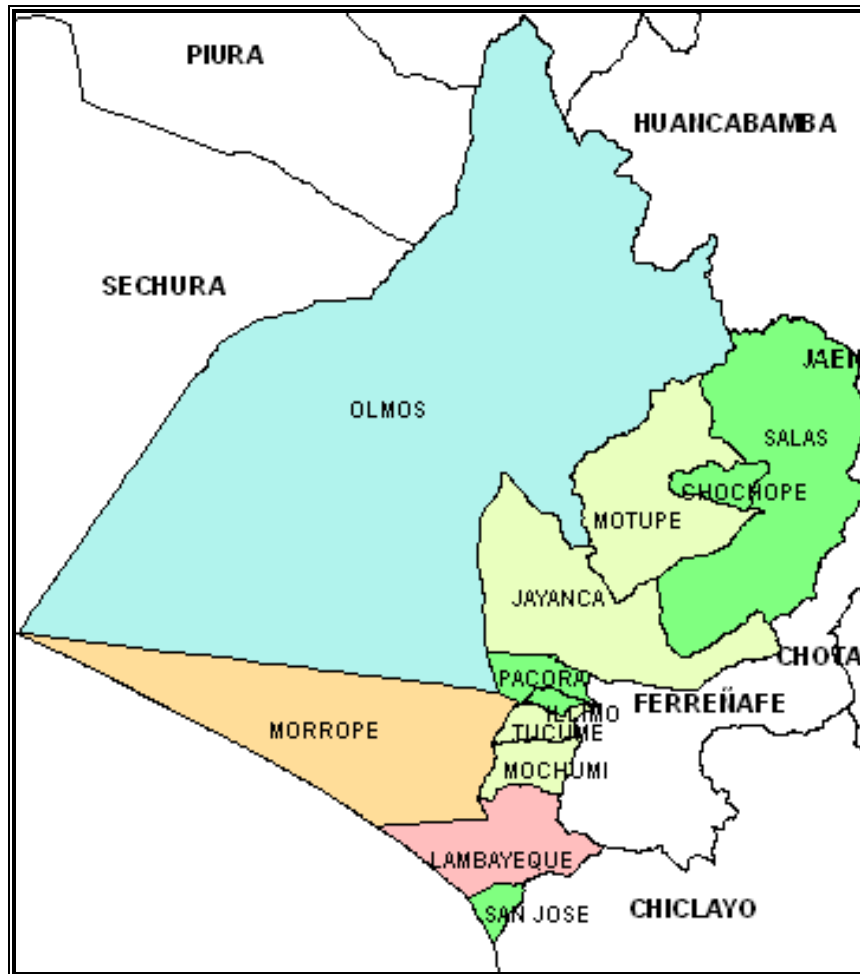 PIURA
HUANCABAMBA
SECHURA
JAEN
OLMOS
SALAS
CHOCHOPE
MOTUPE
JAYANCA
CHOTA
PACORA
FERREÑAFE
ILLIMO
MORROPE
TUCUME
MOCHUMI
LAMBAYEQUE
SAN JOSE
CHICLAYO